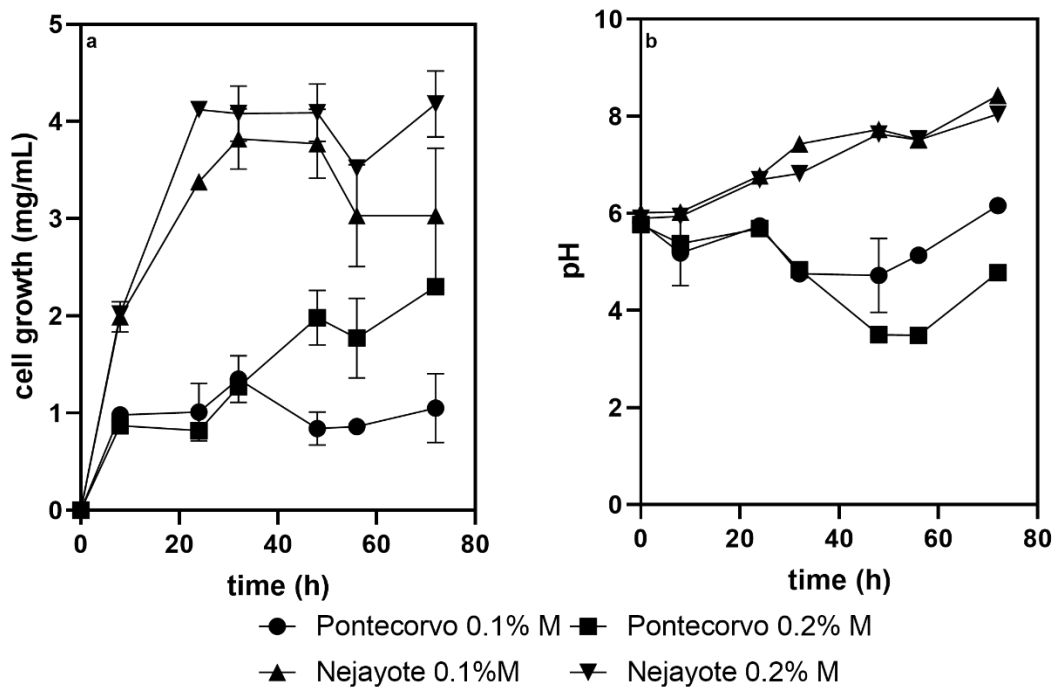 a
5
4
3
2
1
0
0 20 40 60 80
cell growth (mg/mL)
time (h)
b
10
8
6
4
2
0
0 20 40 60 80
pH
time (h)
Pontecorvo 0.1% M Pontecorvo 0.2% M
Nejayote 0.1%M Nejayote 0.2% M